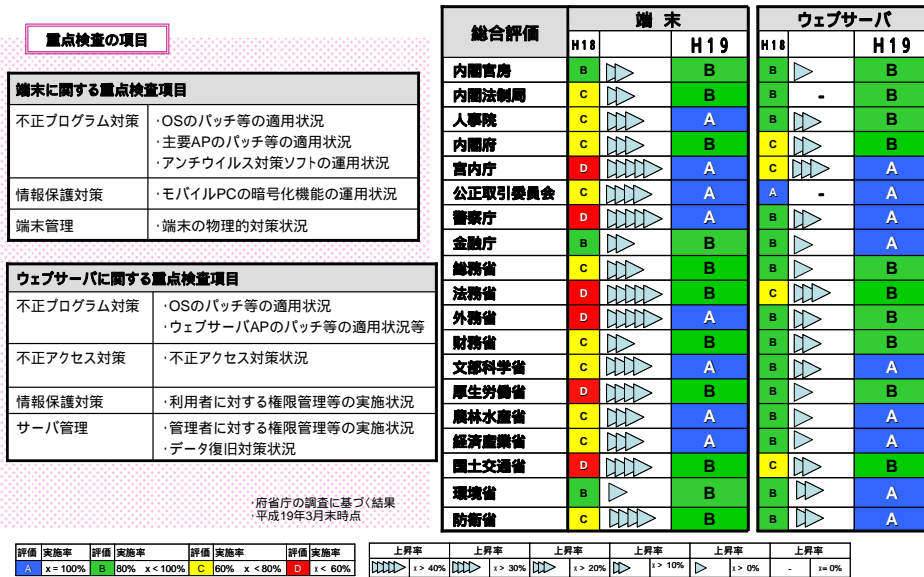 重点検査の項目
端末に関する重点検査項目
不正プログラム対策
・OSのパッチ等の適用状況
・主要APのパッチ等の適用状況
・アンチウイルス対策ソフトの運用状況
情報保護対策
・モバイルPCの暗号化機能の運用状況
端末管理
・端末の物理的対策状況
ウェブサーバに関する重点検査項目
不正プログラム対策
・OSのパッチ等の適用状況
・ウェブサーバAPのパッチ等の適用状況等
不正アクセス対策
・不正アクセス対策状況
情報保護対策
・利用者に対する権限管理等の実施状況
サーバ管理
・管理者に対する権限管理等の実施状況
・データ復旧対策状況
・府省庁の調査に基づく結果
・平成19年3月末時点
総合評価 端 末 ウェブサーバ
H18 H19 H18 H19
内閣官房 B B B B
内閣法制局 C B B - B
人事院 C A B B
内閣府 C B C B
宮内庁 D A C A
公正取引委員会 C A A - A
警察庁 D A B A
金融庁 B B B A
総務省 C B B B
法務省 D B C B
外務省 D A B B
財務省 C B B B
文部科学省 C A B A
厚生労働省 D B B B
農林水産省 C A B A
経済産業省 C A B A
国土交通省 D B C B
環境省 B B B A
防衛省 C B B A
評価 実施率 評価 実施率 評価 実施率 評価 実施率
A x = 100% B 80% x < 100% C 60% x < 80% D x < 60%
上昇率 上昇率 上昇率 上昇率 上昇率 上昇率
x > 40% x > 30% x > 20% x > 10% x > 0% - x= 0%